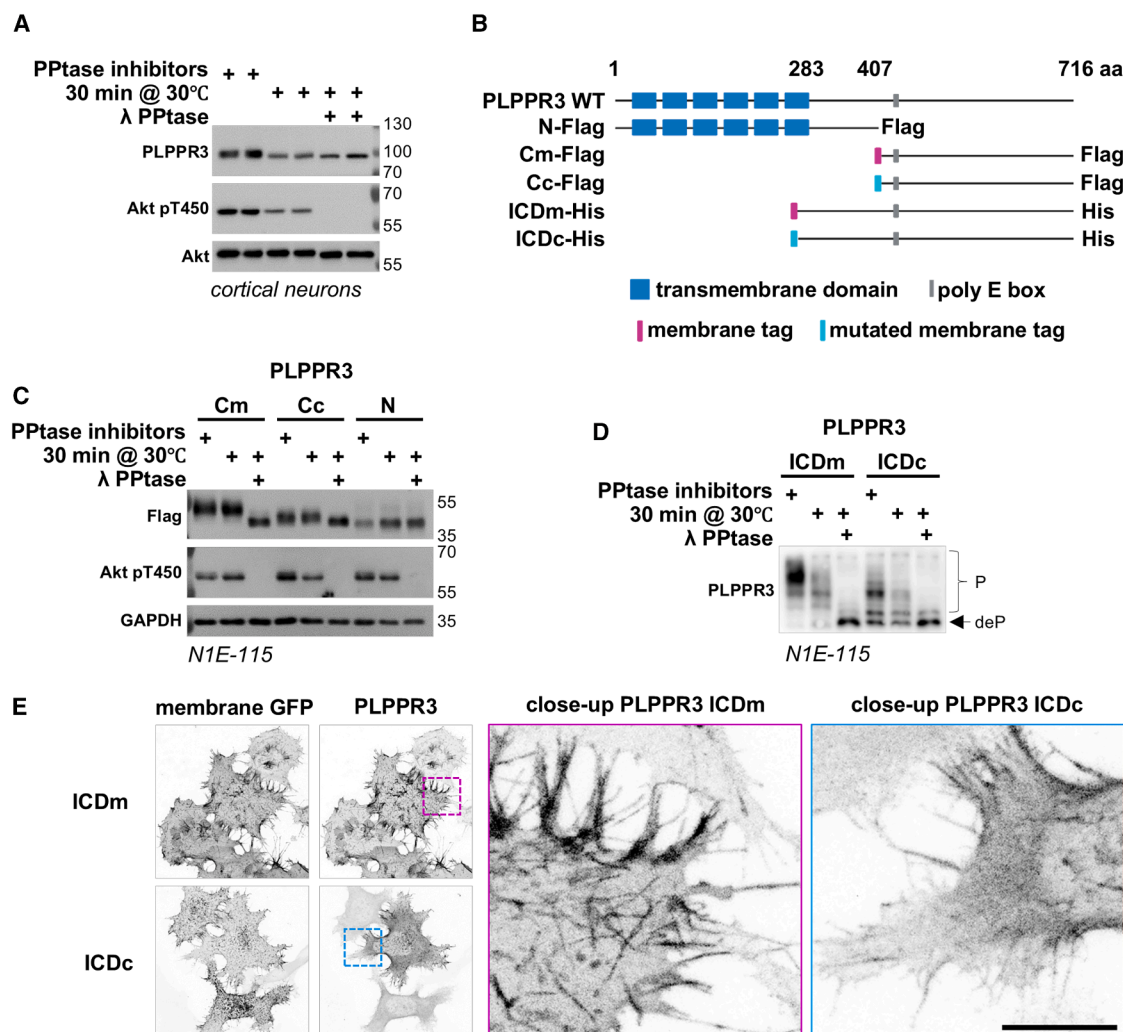 A
PPtase inhibitors + +
30 min @ 30℃ + + + +
λ PPtase + +
130
PLPPR3 100
70
70
Akt pT450
55
Akt
55
cortical neurons
B
1 283 407 716 aa
PLPPR3 WT
N-Flag Flag
Cm-Flag Flag
Cc-Flag Flag
ICDm-His His
ICDc-His His
transmembrane domain poly E box
membrane tag mutated membrane tag
C
PLPPR3
Cm Cc N
PPtase inhibitors + + +
30 min @ 30℃ + + + + + +
λ PPtase + + +
55
Flag
35
70
Akt pT450
55
GAPDH 35
N1E-115
D
PLPPR3
ICDm ICDc
PPtase inhibitors + +
30 min @ 30℃ + + + +
λ PPtase + +
PLPPR3 P
deP
N1E-115
E
membrane GFP PLPPR3 close-up PLPPR3 ICDm close-up PLPPR3 ICDc
ICDm
ICDc